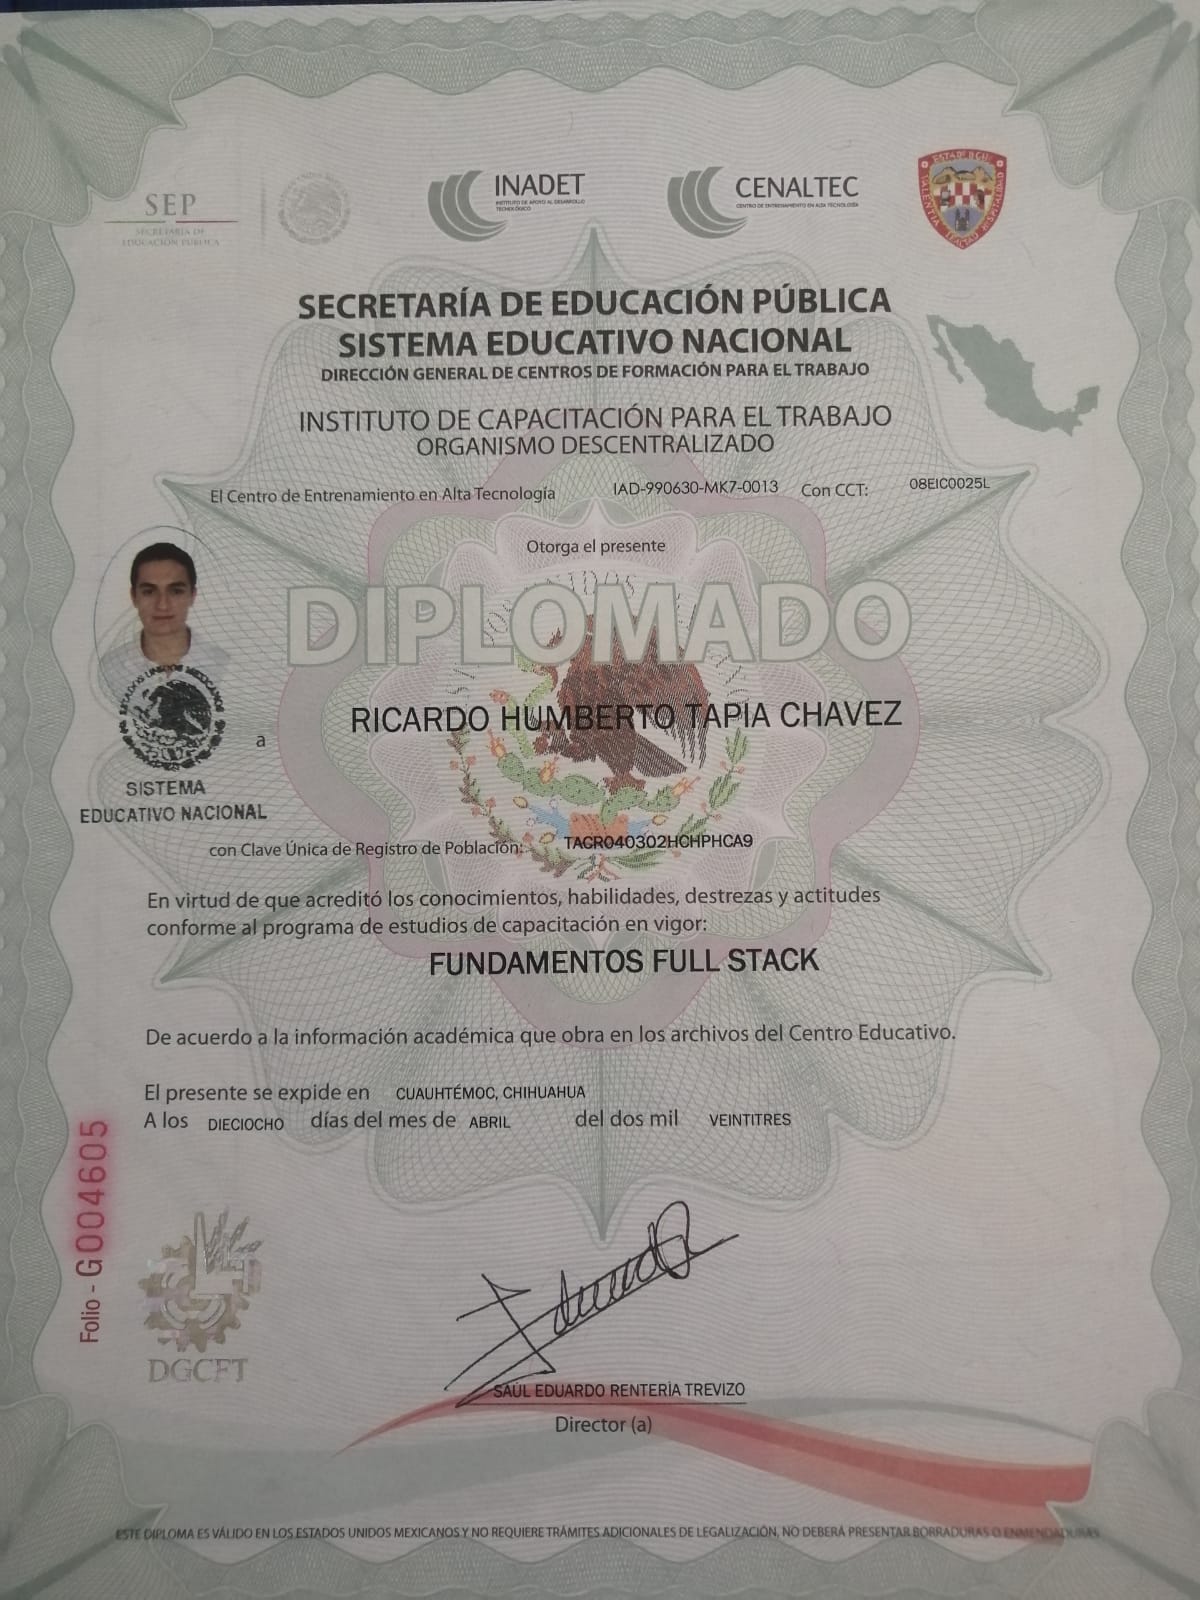 SEP
SECRETARÍA DE
EDUCACIÓN PÚBLICA
INADET
INSTITUTO DE APOYO AL DESARROLLO
TECNOLÓGICO
CENALTEC
CENTRO DE ENTRENAMIENTO EN ALTA TECNOLOGÍA
VALENTIA LEALTAD HOSPITALIDAD
SECRETARÍA DE EDUCACIÓN PÚBLICA
SISTEMA EDUCATIVO NACIONAL
DIRECCIÓN GENERAL DE CENTROS DE FORMACIÓN PARA EL TRABAJO
INSTITUTO DE CAPACITACIÓN PARA EL TRABAJO
ORGANISMO DESCENTRALIZADO
El Centro de Entrenamiento en Alta Tecnología IAD-990630-MK7-0013 Con CCT: 08EIC0025L
Otorga el presente
DIPLOMADO
a RICARDO HUMBERTO TAPIA CHAVEZ
ESTADOS UNIDOS MEXICANOS
SISTEMA
EDUCATIVO NACIONAL
con Clave Única de Registro de Población: TACR040302HCHPHCA9
En virtud de que acreditó los conocimientos, habilidades, destrezas y actitudes
conforme al programa de estudios de capacitación en vigor:
FUNDAMENTOS FULL STACK
De acuerdo a la información académica que obra en los archivos del Centro Educativo.
El presente se expide en CUAUHTÉMOC, CHIHUAHUA
A los DIECIOCHO días del mes de ABRIL del dos mil VEINTITRES
Folio - G004605
DGCFT
SAÚL EDUARDO RENTERÍA TREVIZO
Director (a)
ESTE DIPLOMA ES VÁLIDO EN LOS ESTADOS UNIDOS MEXICANOS Y NO REQUIERE TRÁMITES ADICIONALES DE LEGALIZACIÓN, NO DEBERÁ PRESENTAR BORRADURAS O ENMENDADURAS